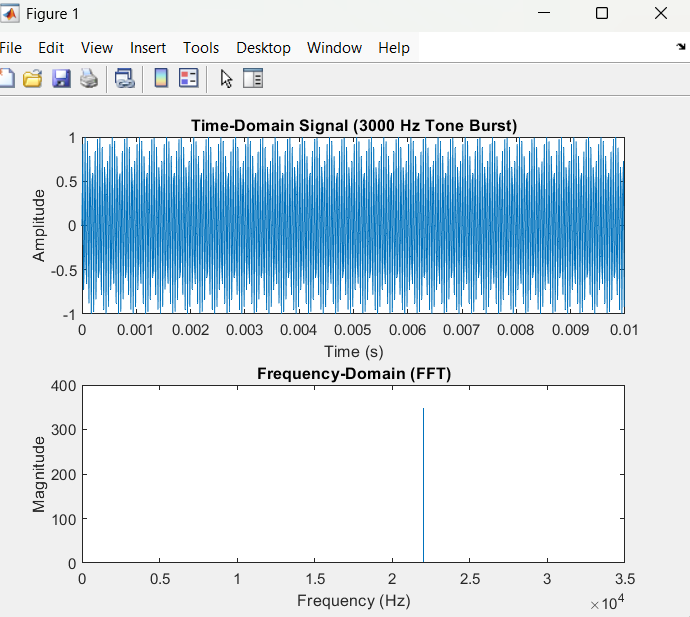 Figure 1
File Edit View Insert Tools Desktop Window Help
Time-Domain Signal (3000 Hz Tone Burst)
1
0.5
0
-0.5
-1
Amplitude
0 0.001 0.002 0.003 0.004 0.005 0.006 0.007 0.008 0.009 0.01
Time (s)
Frequency-Domain (FFT)
400
300
200
100
0
Magnitude
0 0.5 1 1.5 2 2.5 3 3.5
Frequency (Hz)
×10⁴